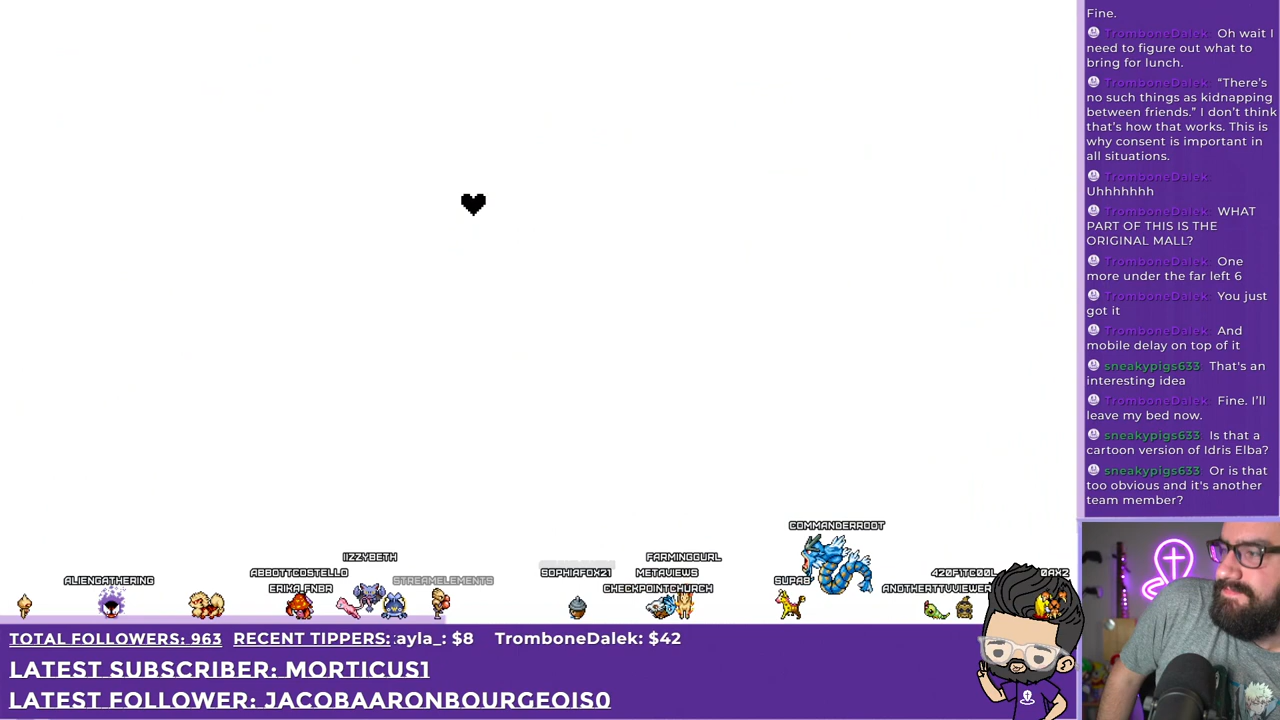 Fine.
TromboneDalek: Oh wait I
need to figure out what to
bring for lunch.
TromboneDalek: “There’s
no such things as kidnapping
between friends.” I don’t think
that’s how that works. This is
why consent is important in
all situations.
TromboneDalek:
Uhhhhhh
TromboneDalek: WHAT
PART OF THIS IS THE
ORIGINAL MALL?
TromboneDalek: One
more under the far left 6
TromboneDalek: You just
got it
TromboneDalek: And
mobile delay on top of it
sneakypigs633 That's an
interesting idea
TromboneDalek: Fine. I’ll
leave my bed now.
sneakypigs633 Is that a
cartoon version of Idris Elba?
sneakypigs633 Or is that
too obvious and it's another
team member?
COMMANDERROOT
IIZZYBETH
FARMINGGURL
ALIENGATHERING
ABBOTTCOSTELLO
STREAMELEMENTS
SOPHIAFOX21
METAVIEWS
SUPAB
ERIKA_FNBR
CHECKPOINTCHURCH
TOTAL FOLLOWERS: 963 RECENT TIPPERS: ayla_: $8 TromboneDalek: $42
LATEST SUBSCRIBER: MORTICUS1
LATEST FOLLOWER: JACOBAARONBOURGEOIS0